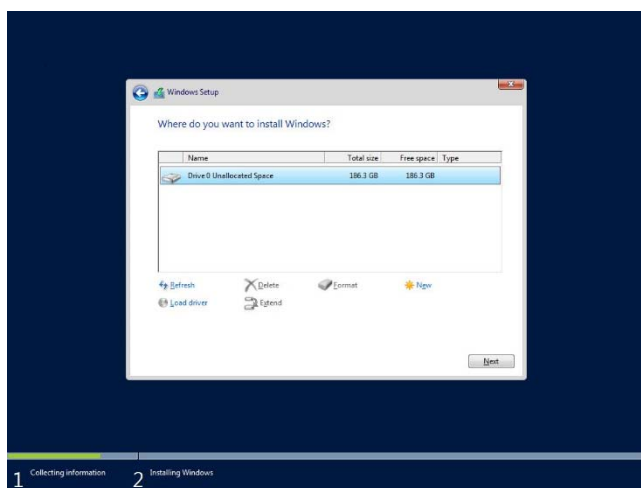 Windows Setup
Where do you want to install Windows?
Name Total size Free space Type
Drive 0 Unallocated Space 186.3 GB 186.3 GB
Refresh Delete Format New
Load driver Extend
Next
1 Collecting information 2 Installing Windows